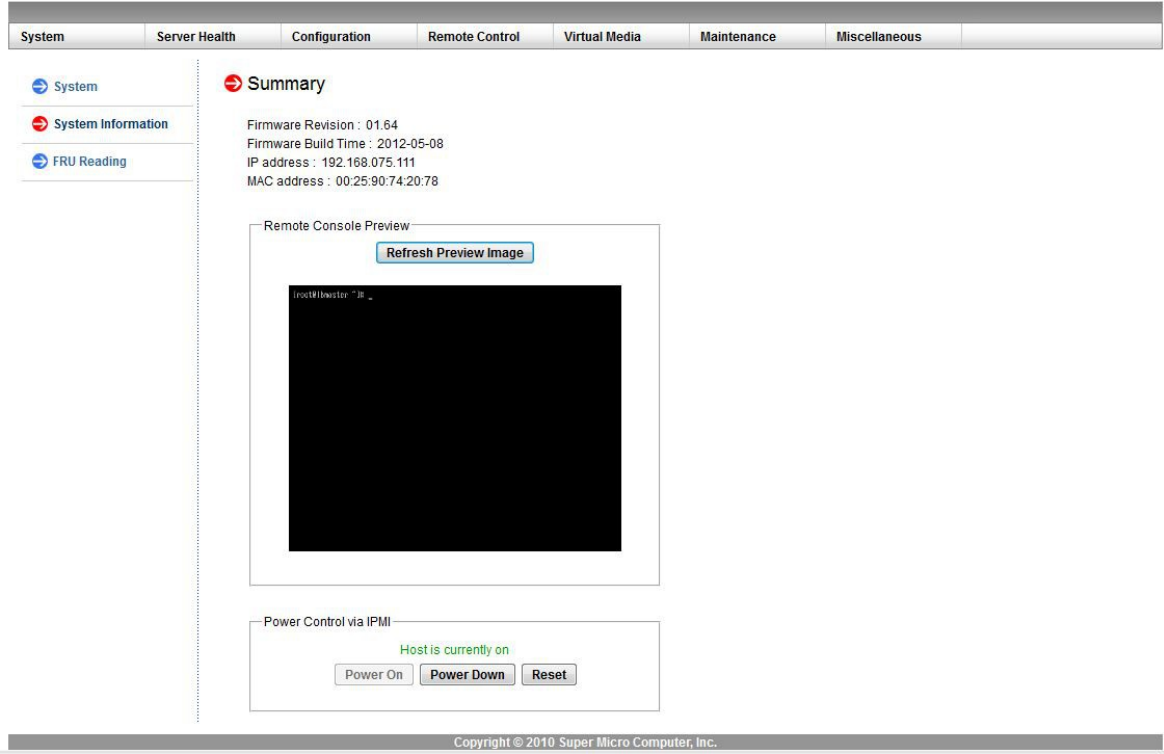 System Server Health Configuration Remote Control Virtual Media Maintenance Miscellaneous
System
System Information
FRU Reading
Summary
Firmware Revision : 01.64
Firmware Build Time : 2012-05-08
IP address : 192.168.075.111
MAC address : 00:25:90:74:20:78
Remote Console Preview
Refresh Preview Image
Power Control via IPMI
Host is currently on
Power On Power Down Reset
Copyright © 2010 Super Micro Computer, Inc.